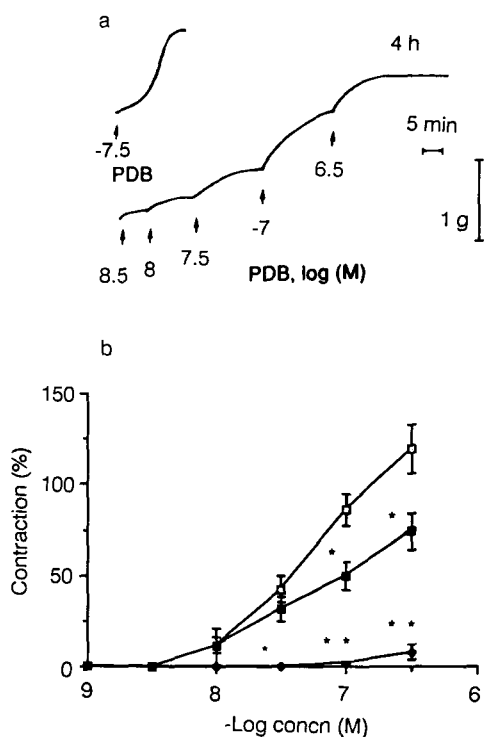 a
4 h
5 min
-7.5
PDB
6.5
-7
7.5
8
8.5
1 g
PDB, log (M)
b
150
100
50
0
Contraction (%)
* *
* * * * *
9 8 7 6
-Log concn (M)